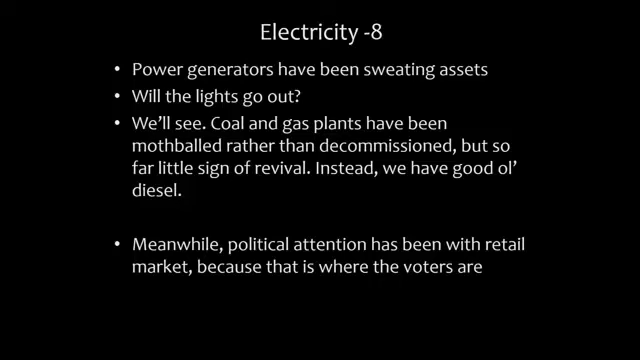 Electricity -8
• Power generators have been sweating assets
• Will the lights go out?
• We’ll see. Coal and gas plants have been
mothballed rather than decommissioned, but so
far little sign of revival. Instead, we have good ol’
diesel.
• Meanwhile, political attention has been with retail
market, because that is where the voters are